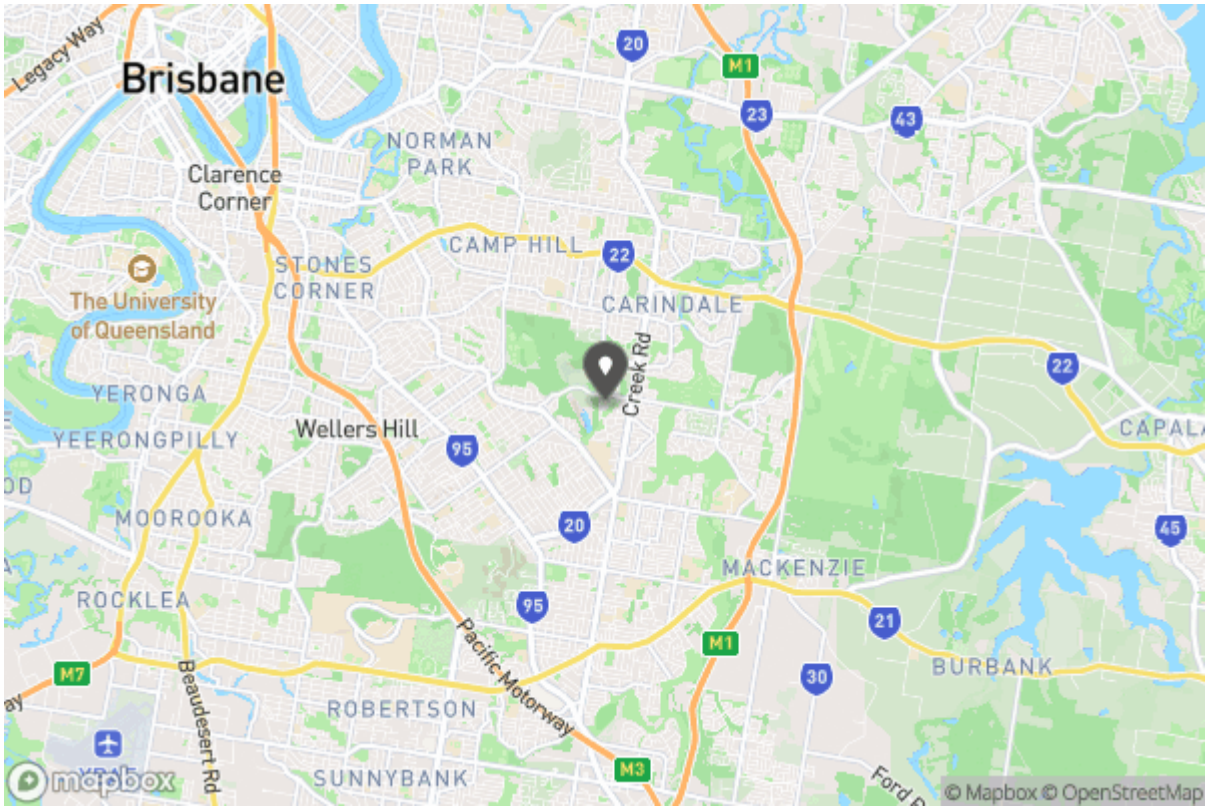 Legacy Way
Brisbane
20
M1
23
43
NORMAN
PARK
Clarence
Corner
CAMP HILL
22
STONES
CORNER
CARINDALE
The University
of Queensland
Creek Rd
22
YERONGA
Wellers Hill
95
CAPALA
YEERONGPILLY
OD
MOOROOKA
20
45
MACKENZIE
ROCKLEA
95
21
Pacific Motorway
M1
M7
Beaudesert Rd
30
BURBANK
ay
ROBERTSON
M3
SUNNYBANK
mapbox
© Mapbox © OpenStreetMap